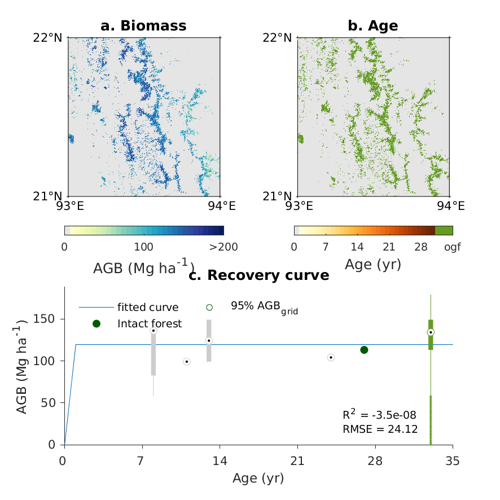 a. Biomass
22°N
21°N
93°E
94°E
0
100
>200
AGB (Mg ha⁻¹)
b. Age
22°N
21°N
93°E
94°E
0
7
14
21
28
ogf
Age (yr)
c. Recovery curve
fitted curve
Intact forest
95% AGB_grid
AGB (Mg ha⁻¹)
150
100
50
0
R² = -3.5e-08
RMSE = 24.12
0
7
14
21
28
35
Age (yr)